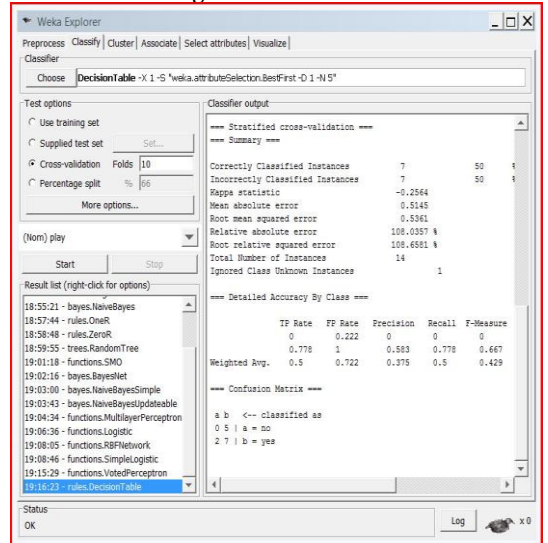 Weka Explorer
Preprocess Classify Cluster Associate Select attributes Visualize
Classifier
Choose DecisionTable -X 1 -S "weka.attributeSelection.BestFirst -D 1 -N 5"
Test options
Use training set
Supplied test set Set...
Cross-validation Folds 10
Percentage split % 66
More options...
(Nom) play
Start Stop
Result list (right-click for options)
18:55:21 - bayes.NaiveBayes
18:57:44 - rules.OneR
18:58:48 - rules.ZeroR
18:59:55 - trees.RandomTree
19:01:18 - functions.SMO
19:02:16 - bayes.BayesNet
19:03:00 - bayes.NaiveBayesSimple
19:03:43 - bayes.NaiveBayesUpdateable
19:04:34 - functions.MultilayerPerceptron
19:06:36 - functions.Logistic
19:08:05 - functions.RBFNetwork
19:08:46 - functions.SimpleLogistic
19:15:29 - functions.VotedPerceptron
19:16:23 - rules.DecisionTable
Classifier output
=== Stratified cross-validation ===
=== Summary ===
Correctly Classified Instances 7 50
Incorrectly Classified Instances 7 50
Kappa statistic -0.2564
Mean absolute error 0.5145
Root mean squared error 0.5361
Relative absolute error 108.0357 %
Root relative squared error 108.6581 %
Total Number of Instances 14
Ignored Class Unknown Instances 1
=== Detailed Accuracy By Class ===
TP Rate FP Rate Precision Recall F-Measure
0 0.222 0 0 0
0.778 1 0.583 0.778 0.667
Weighted Avg. 0.5 0.722 0.375 0.5 0.429
=== Confusion Matrix ===
a b <-- classified as
0 5 | a = no
2 7 | b = yes
Status
OK
Log x 0